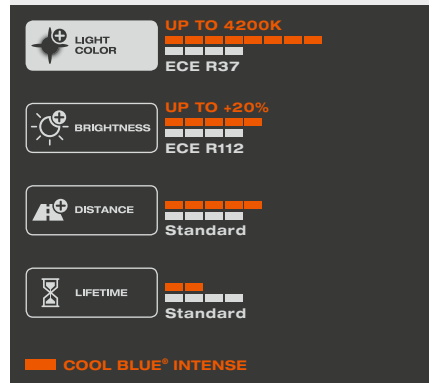 UP TO 4200K
LIGHT
COLOR
ECE R37
UP TO +20%
BRIGHTNESS
ECE R112
DISTANCE
Standard
LIFETIME
Standard
COOL BLUE® INTENSE